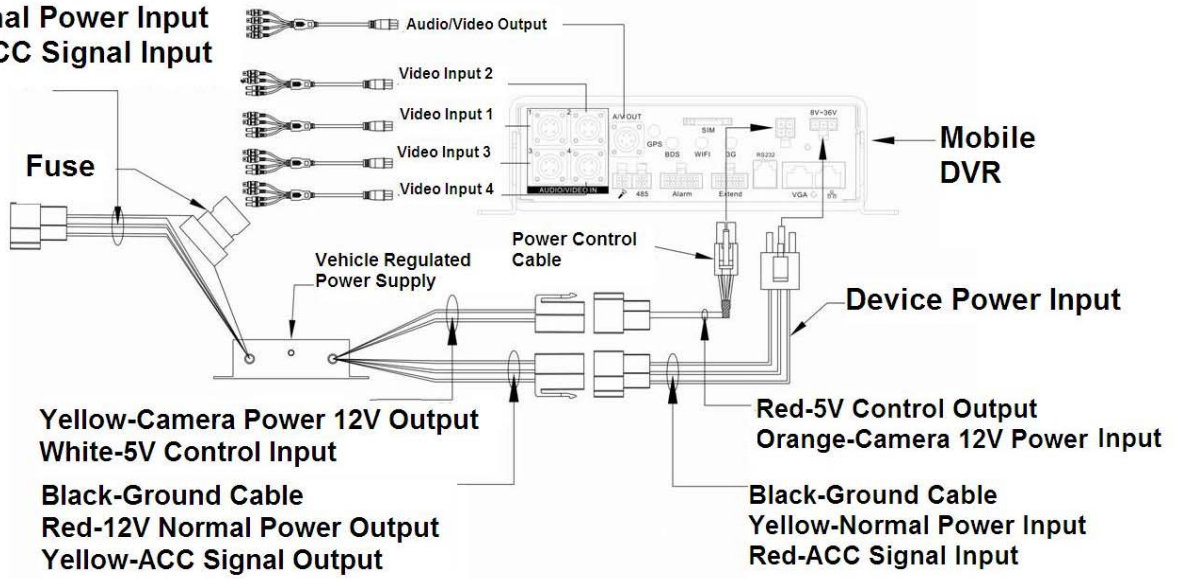 Power Input
Signal Input
Audio/Video Output
Video Input 2
Video Input 1
Video Input 3
Video Input 4
Fuse
1
2
3
4
AUDIO/VIDEO IN
A/V OUT
GPS
BDS
SIM
WIFI
3G
RS232
8V~36V
485
Alarm
Extend
VGA
Mobile
DVR
Power Control
Cable
Vehicle Regulated
Power Supply
Device Power Input
Yellow-Camera Power 12V Output
White-5V Control Input
Red-5V Control Output
Orange-Camera 12V Power Input
Black-Ground Cable
Red-12V Normal Power Output
Yellow-ACC Signal Output
Black-Ground Cable
Yellow-Normal Power Input
Red-ACC Signal Input